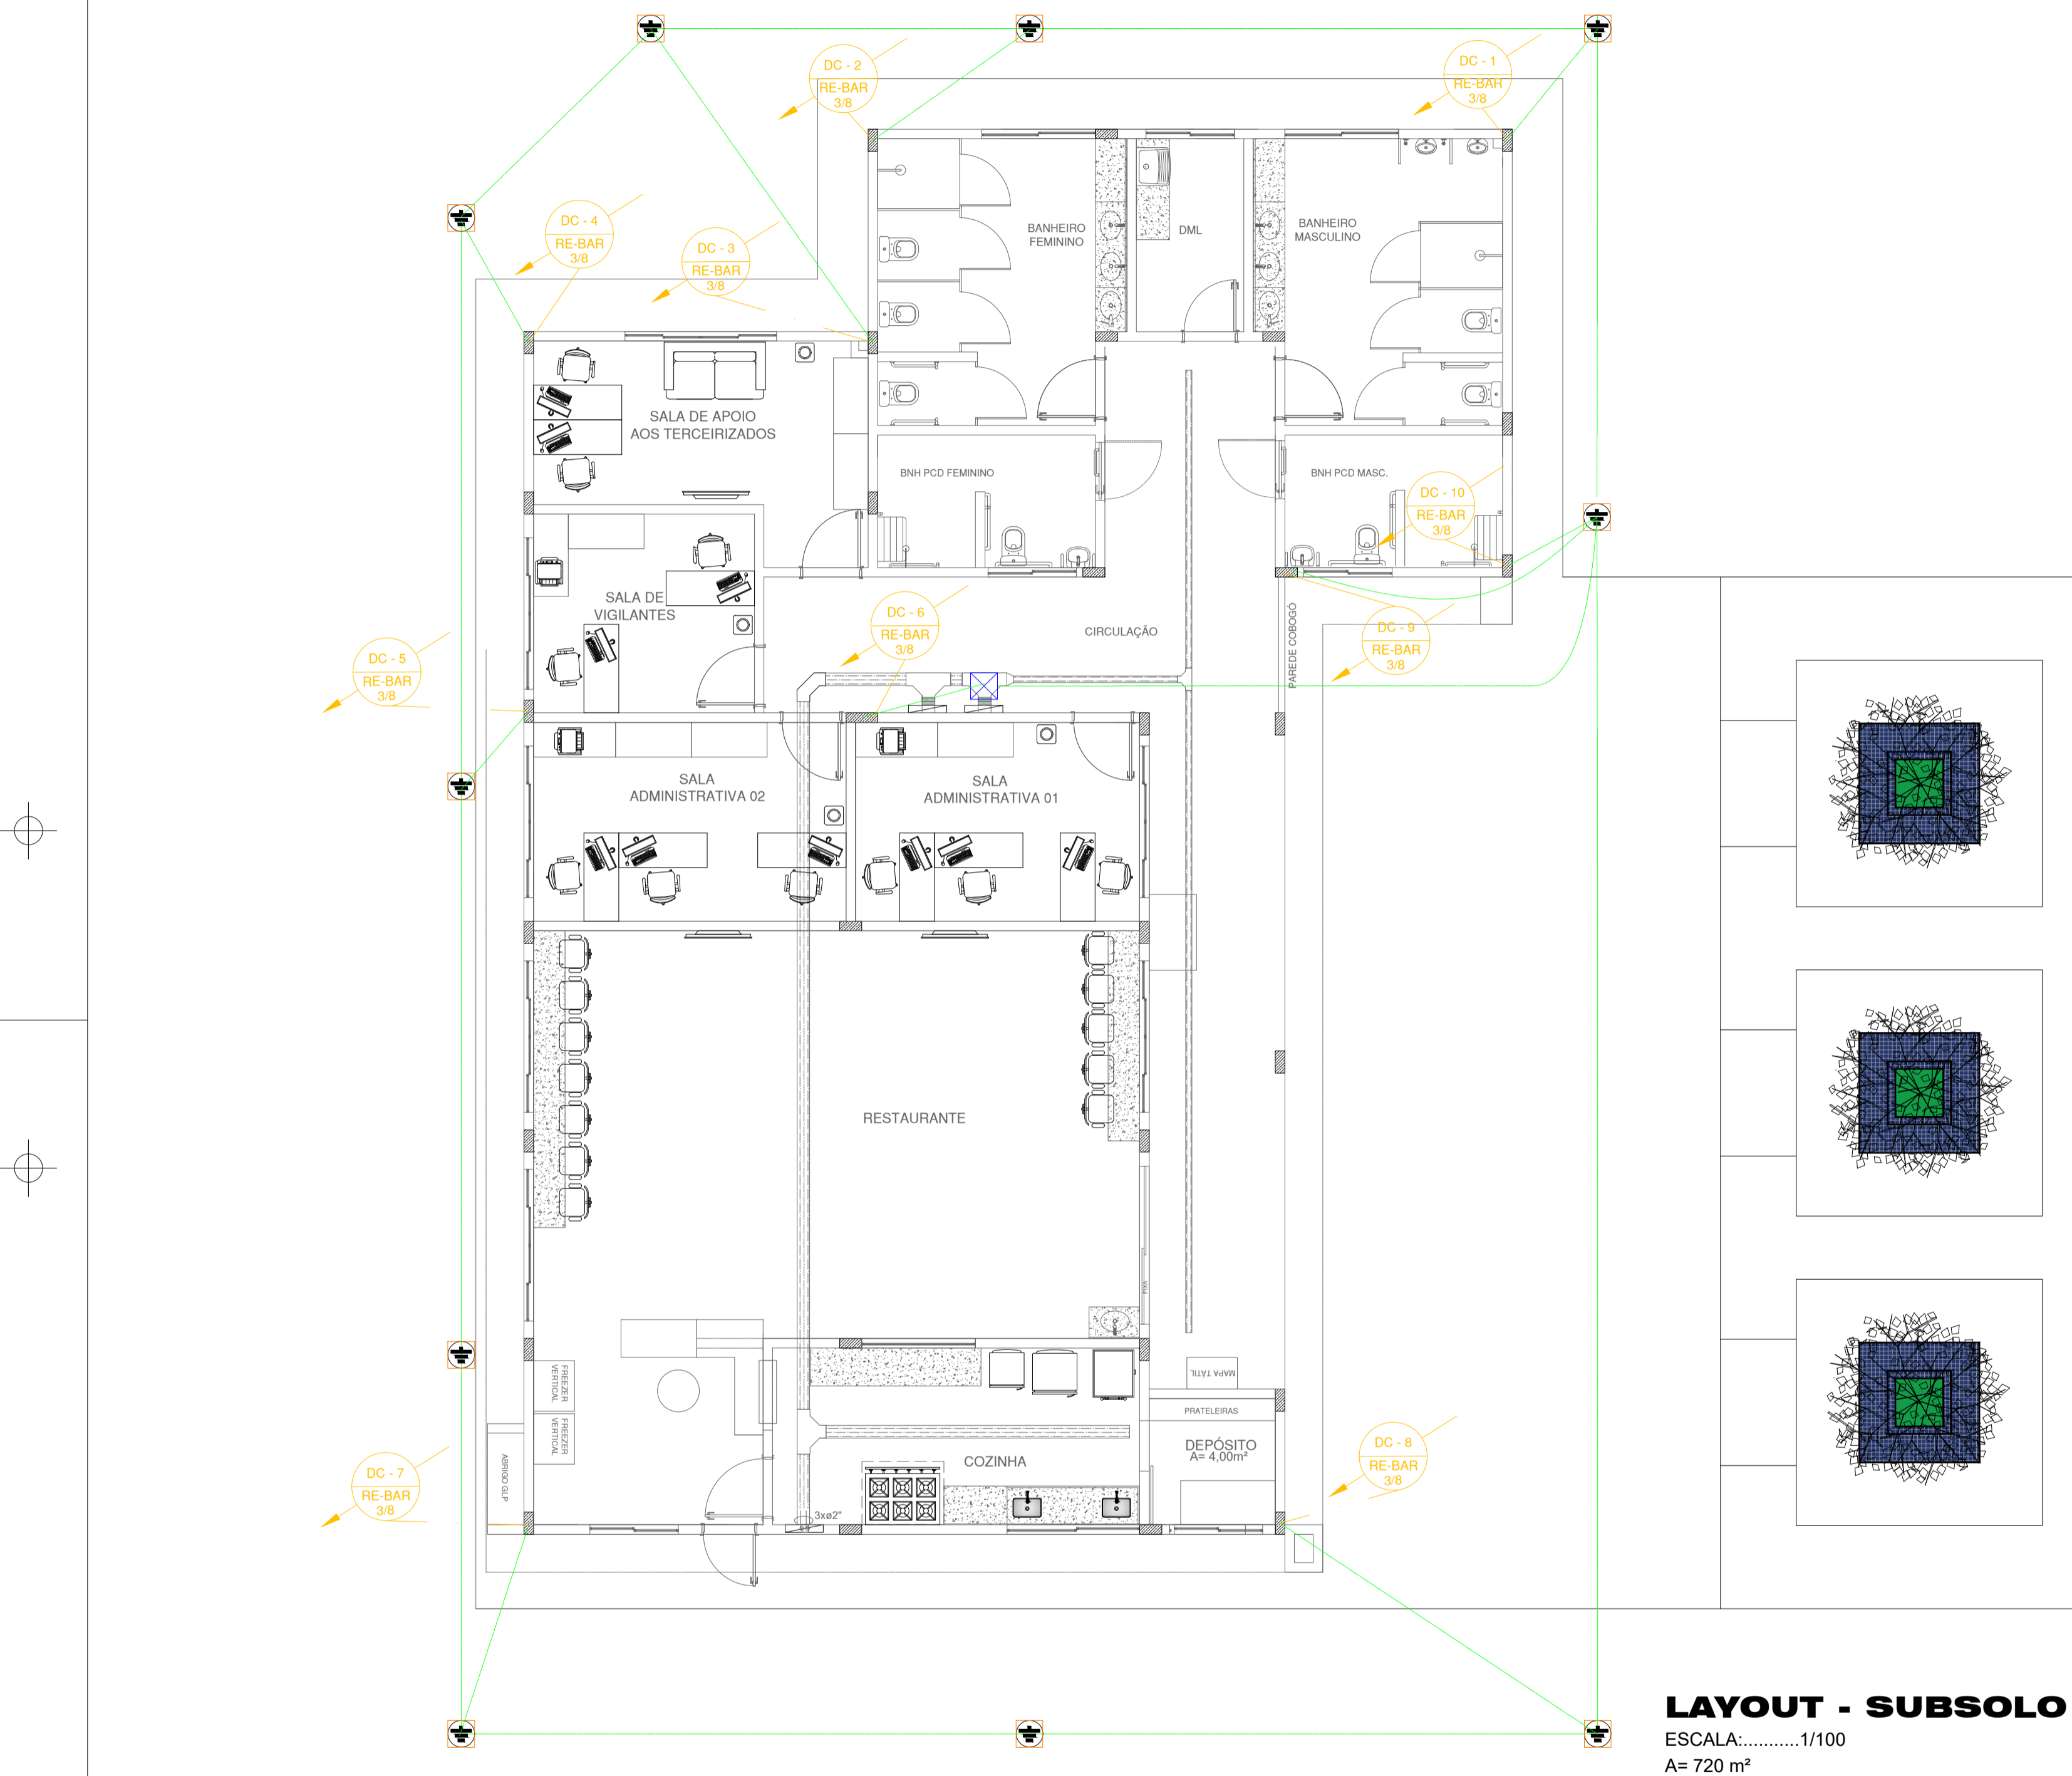 DC - 2
RE-BAR
3/8
DC - 1
RE-BAR
3/8
DC - 4
RE-BAR
3/8
DC - 3
RE-BAR
3/8
BANHEIRO
FEMININO
DML
BANHEIRO
MASCULINO
SALA DE APOIO
AOS TERCEIRIZADOS
BNH PCD FEMININO
BNH PCD MASC.
DC - 10
RE-BAR
3/8
SALA DE
VIGILANTES
DC - 6
RE-BAR
3/8
CIRCULAÇÃO
PAREDE COBOGÓ
DC - 9
RE-BAR
3/8
DC - 5
RE-BAR
3/8
SALA
ADMINISTRATIVA 02
SALA
ADMINISTRATIVA 01
RESTAURANTE
FIXA
FREEZER
VERTICAL
FREEZER
VERTICAL
MAPA TÁTIL
PRATELEIRAS
DEPÓSITO
A= 4,00m²
COZINHA
ABRIGO GLP
3xø2"
DC - 7
RE-BAR
3/8
DC - 8
RE-BAR
3/8
LAYOUT - SUBSOLO
ESCALA:...........1/100
A= 720 m²